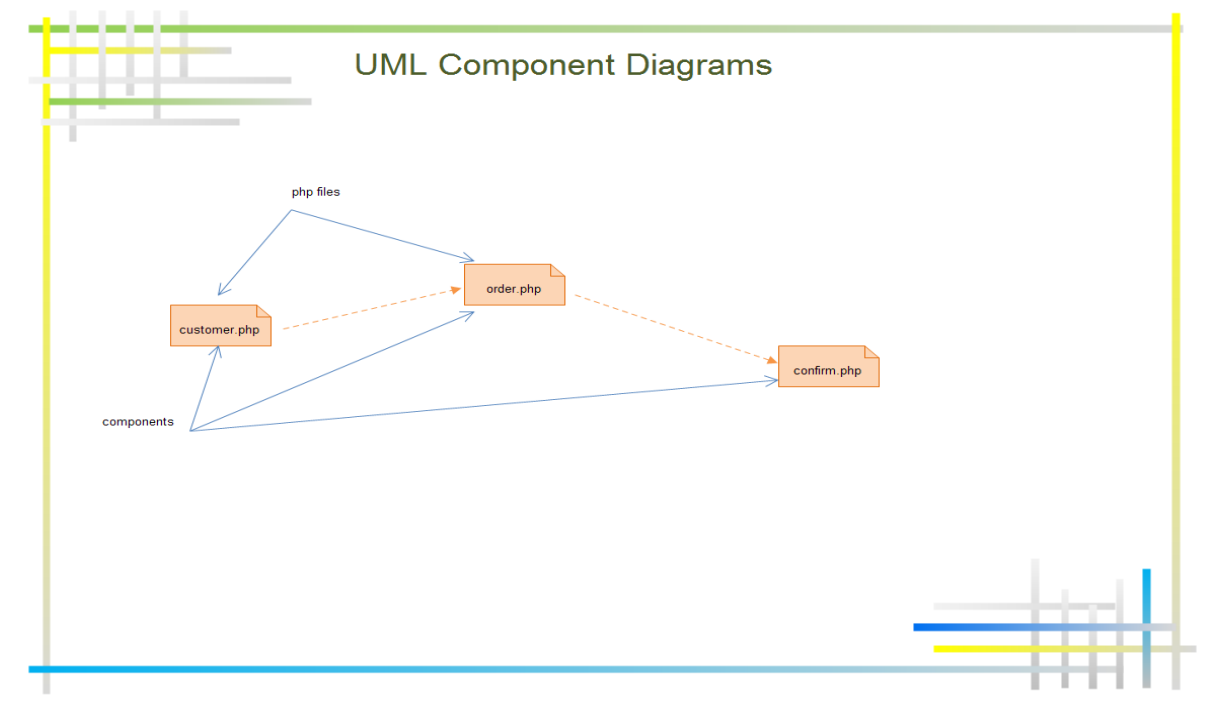 UML Component Diagrams
php files
order.php
customer.php
confirm.php
components